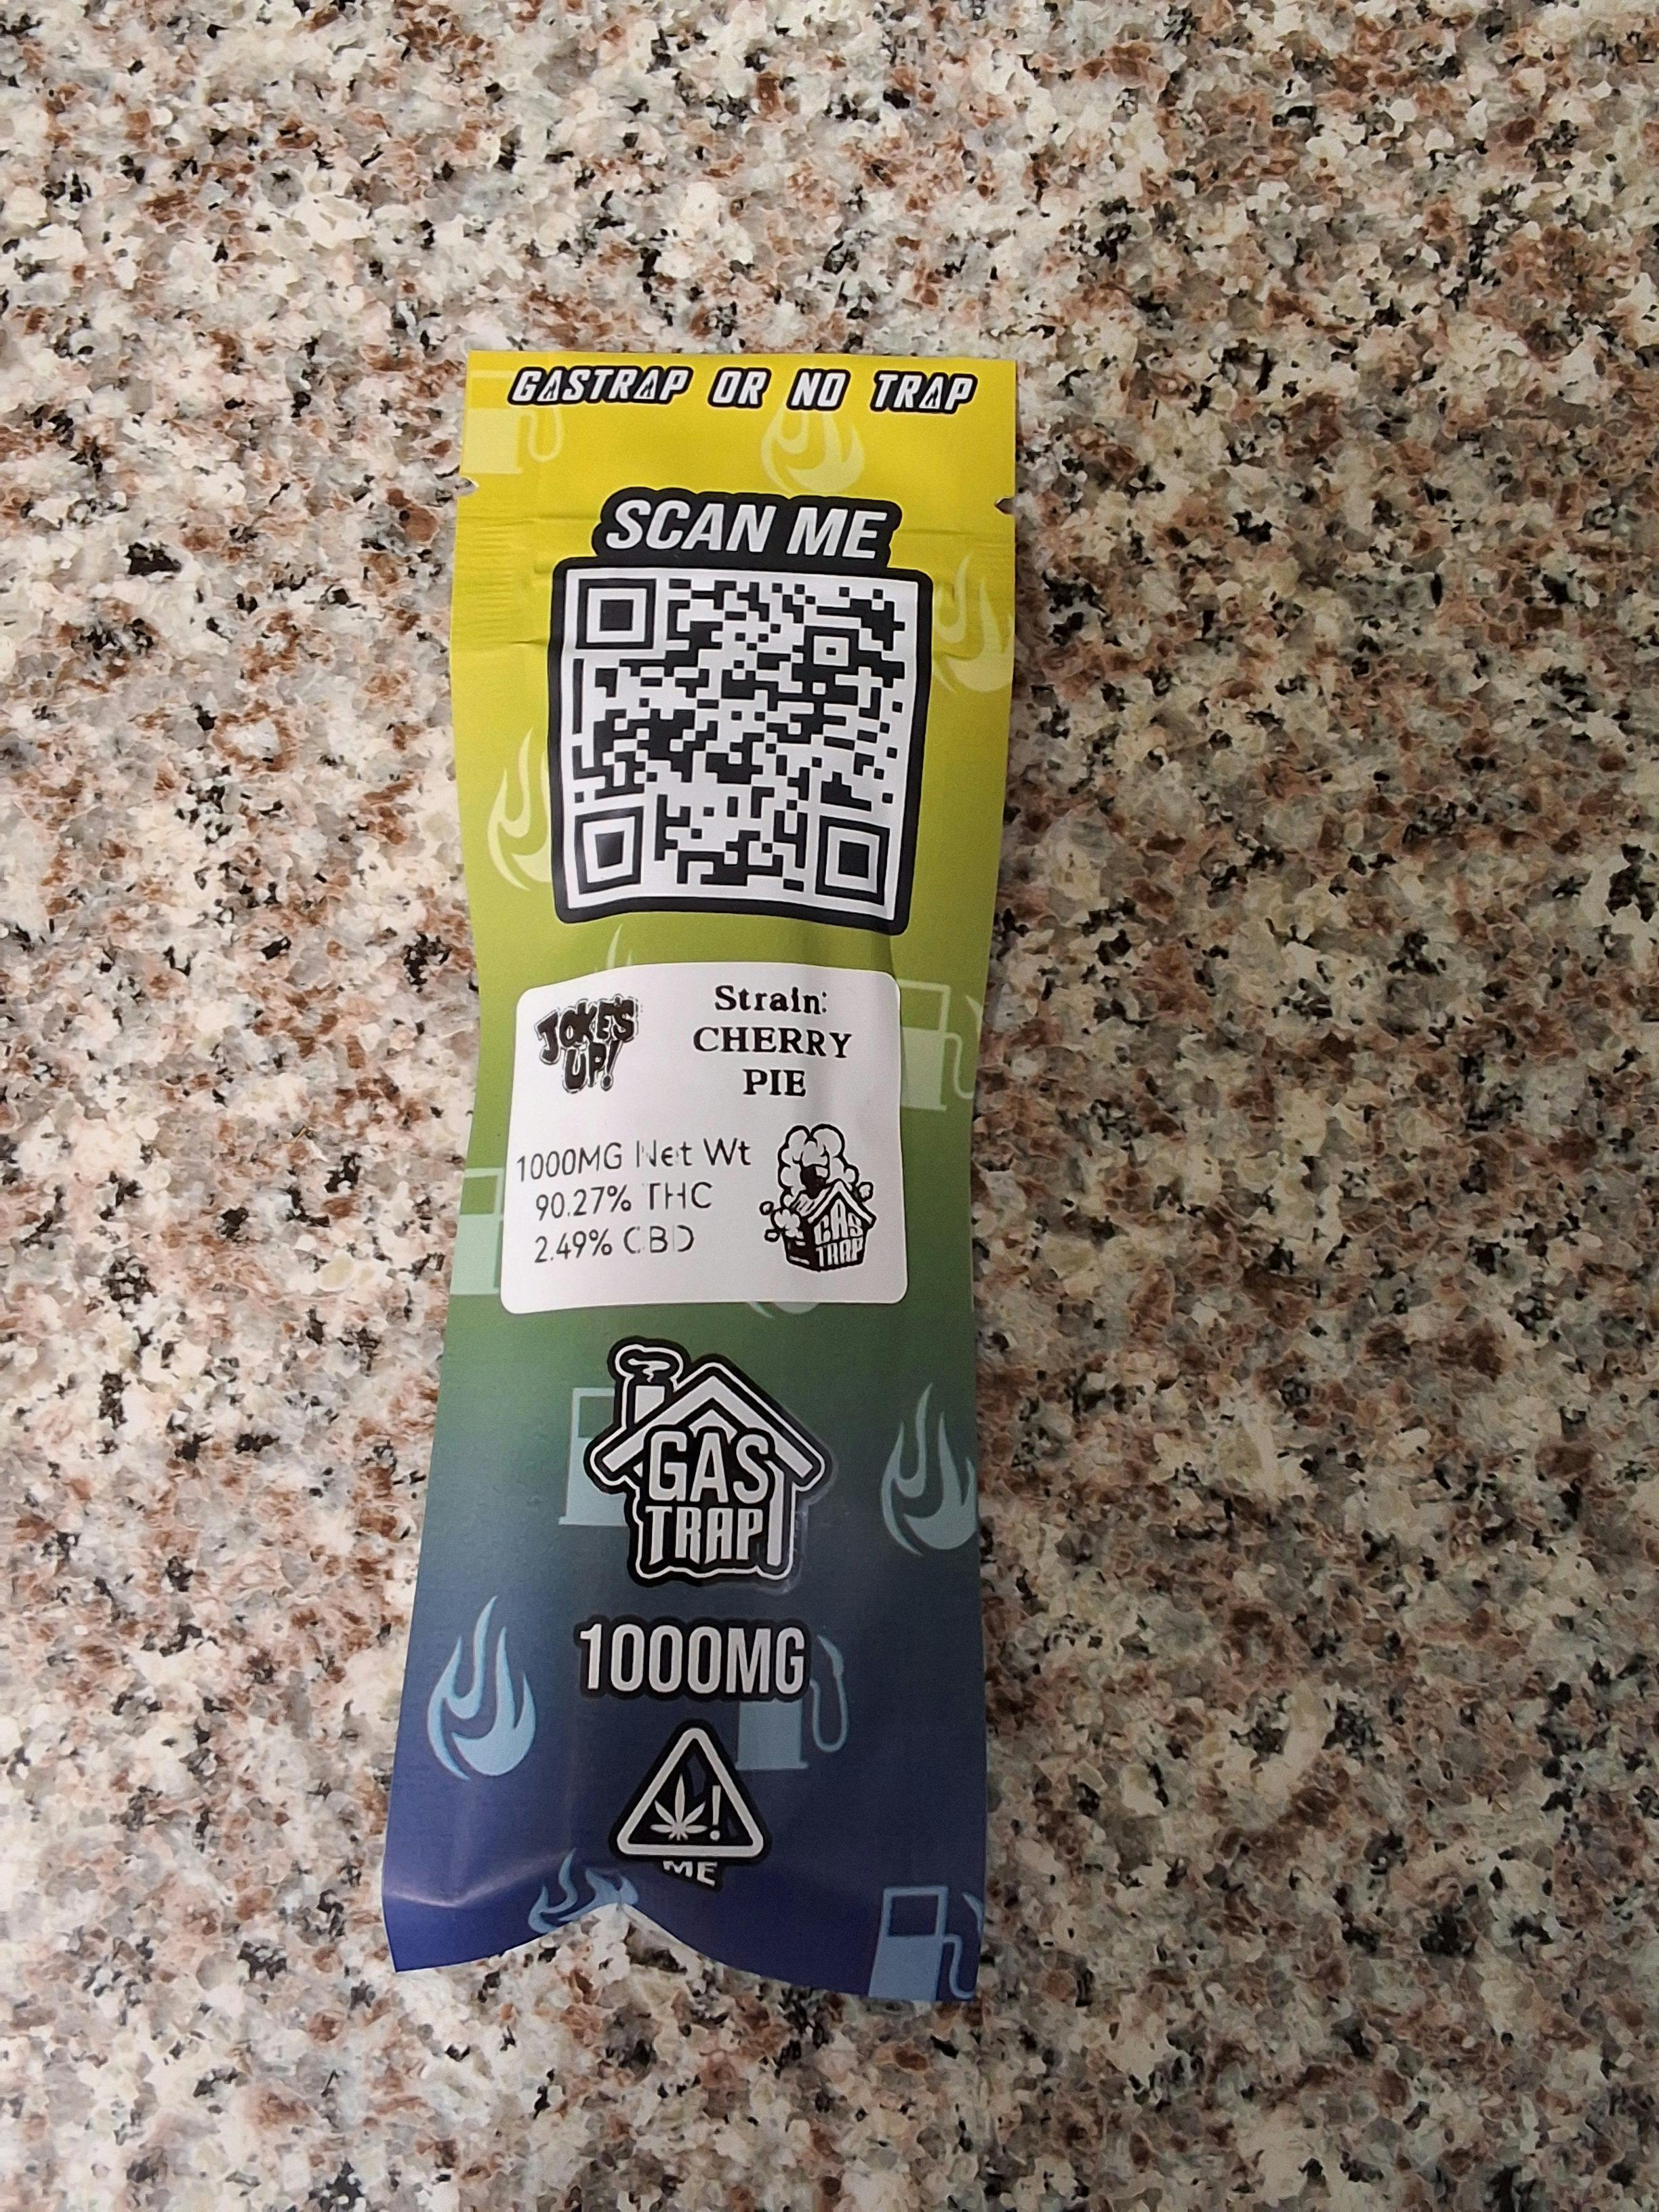 GASTRAP OR NO TRAP
SCAN ME
JOKE'S
UP!
Strain:
CHERRY
PIE
1000MG Net Wt
90.27% THC
2.49% CBD
GAS
TRAP
GAS
TRAP
1000MG
!
ME